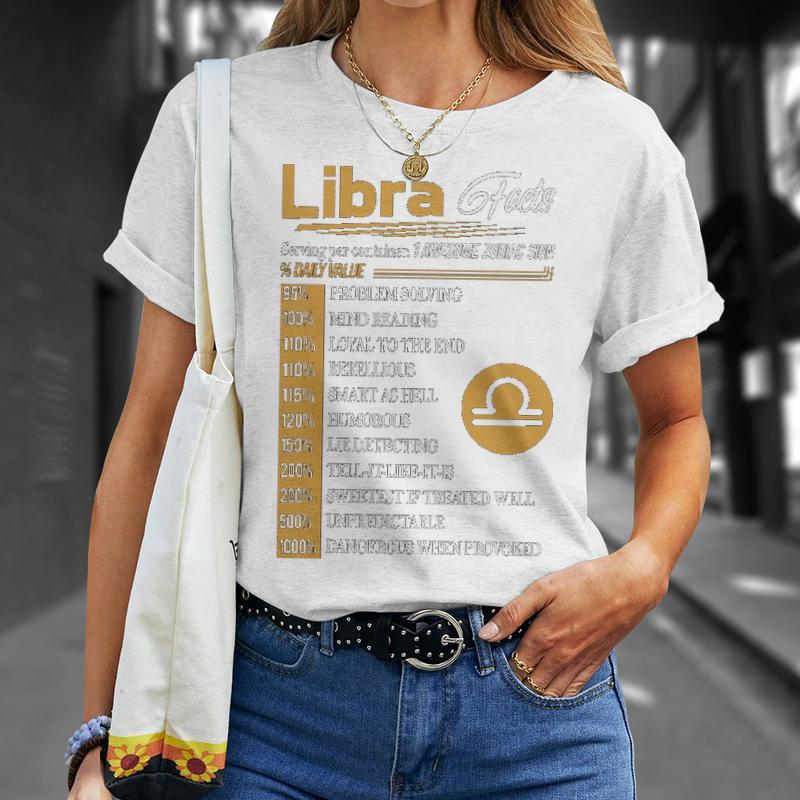 Libra Facts
Serving per container: 1 AWESOME ZODIAC SIGN
% DAILY VALUE
95% PROBLEM SOLVING
100% MIND READING
110% LOYAL TO THE END
110% REBELLIOUS
115% SMART AS HELL
120% HUMOROUS
150% LIE DETECTING
200% TELL-IT-LIKE-IT-IS
200% SWEETEST IF TREATED WELL
500% UNPREDICTABLE
1000% DANGEROUS WHEN PROVOKED